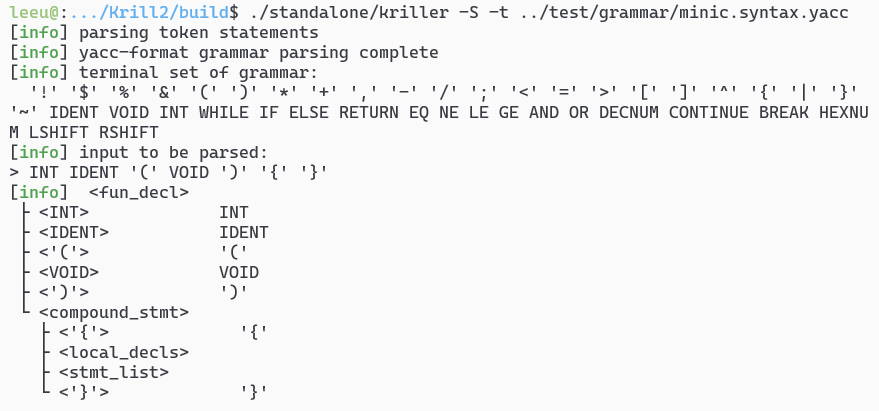 leeu@:.../Krill2/build$ ./standalone/kriller -S -t ../test/grammar/minic.syntax.yacc
[info] parsing token statements
[info] yacc-format grammar parsing complete
[info] terminal set of grammar:
  '!' '$' '%' '&' '(' ')' '*' '+' ',' '-' '/' ';' '<' '=' '>' '[' ']' '^' '{' '|' '}'
'~' IDENT VOID INT WHILE IF ELSE RETURN EQ NE LE GE AND OR DECNUM CONTINUE BREAK HEXNU
M LSHIFT RSHIFT
[info] input to be parsed:
> INT IDENT '(' VOID ')' '{' '}'
[info]  <fun_decl>
 ├ <INT>             INT
 ├ <IDENT>           IDENT
 ├ <'('>             '('
 ├ <VOID>            VOID
 ├ <')'>             ')'
 └ <compound_stmt>
   ├ <'{'>             '{'
   ├ <local_decls>
   ├ <stmt_list>
   └ <'}'>             '}'